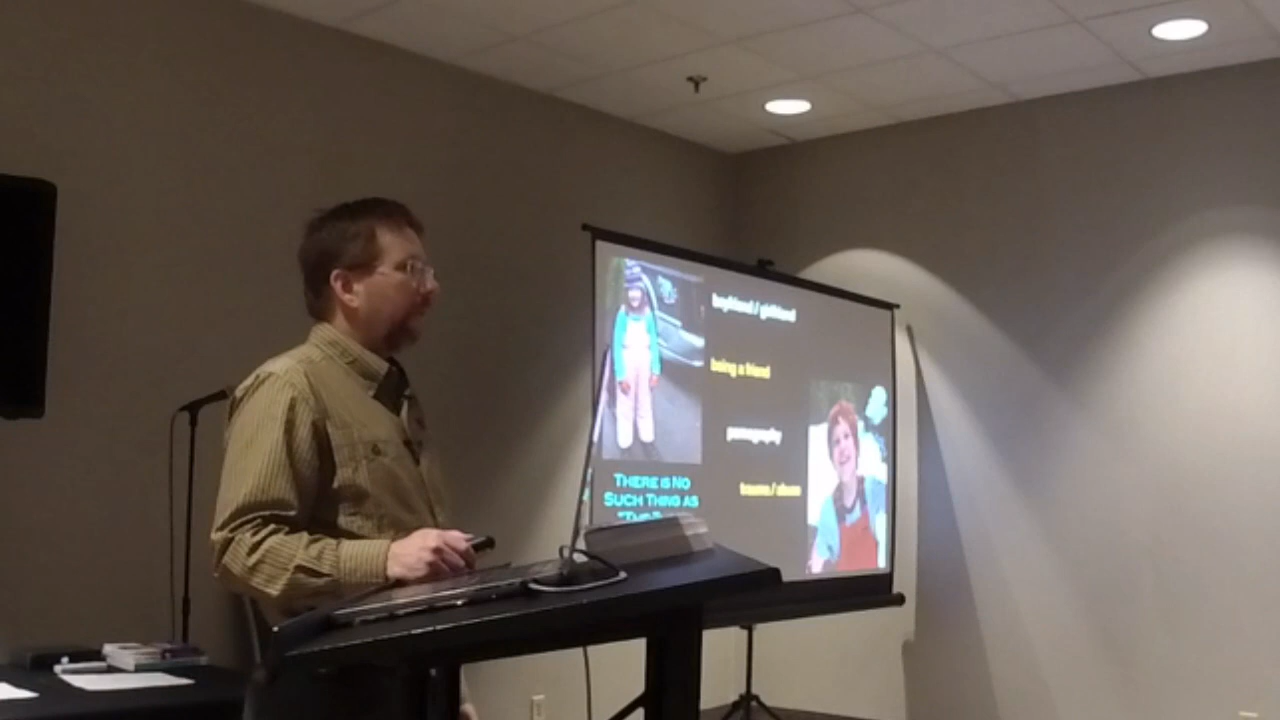 boyfriend / girlfriend
being a friend
pornography
trauma / abuse
THERE IS NO
SUCH THING AS